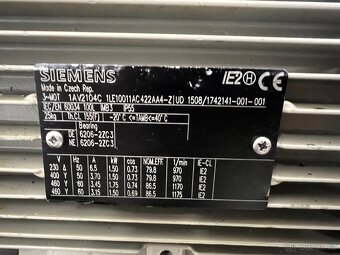 SIEMENS IE2 H CE
Made in Czech Rep.
3~MOT 1AV2104C 1LE10011AC422AA4-Z UD 1508/1742141-001-001
IEC/EN 60034 100L IMB3 IP55
25kg Th.CL 155(F) -20°C <=TAMB<=40°C
Bearing
DE 6206-2ZC3
NE 6206-2ZC3
V Hz A kW cosφ NOM.EFF 1/min IE-CL
230 Δ 50 6.5 1.50 0.73 79.8 970 IE2
400 Y 50 3.70 1.50 0.73 79.8 970 IE2
460 Y 60 3.45 1.75 0.74 86.5 1170 IE2
460 Y 60 3.15 1.50 0.69 86.5 1175 IE2